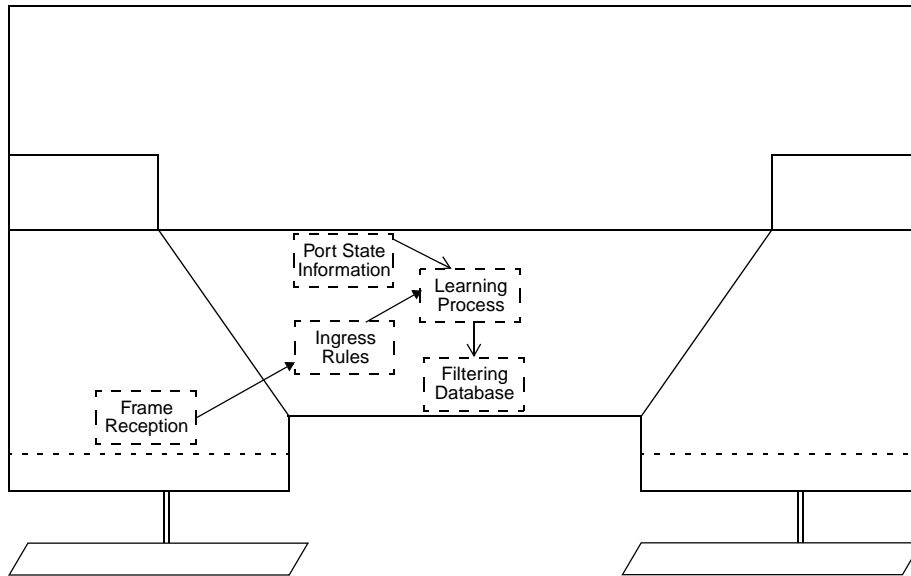 Port State
Information
Learning
Process
Ingress
Rules
Filtering
Database
Frame
Reception